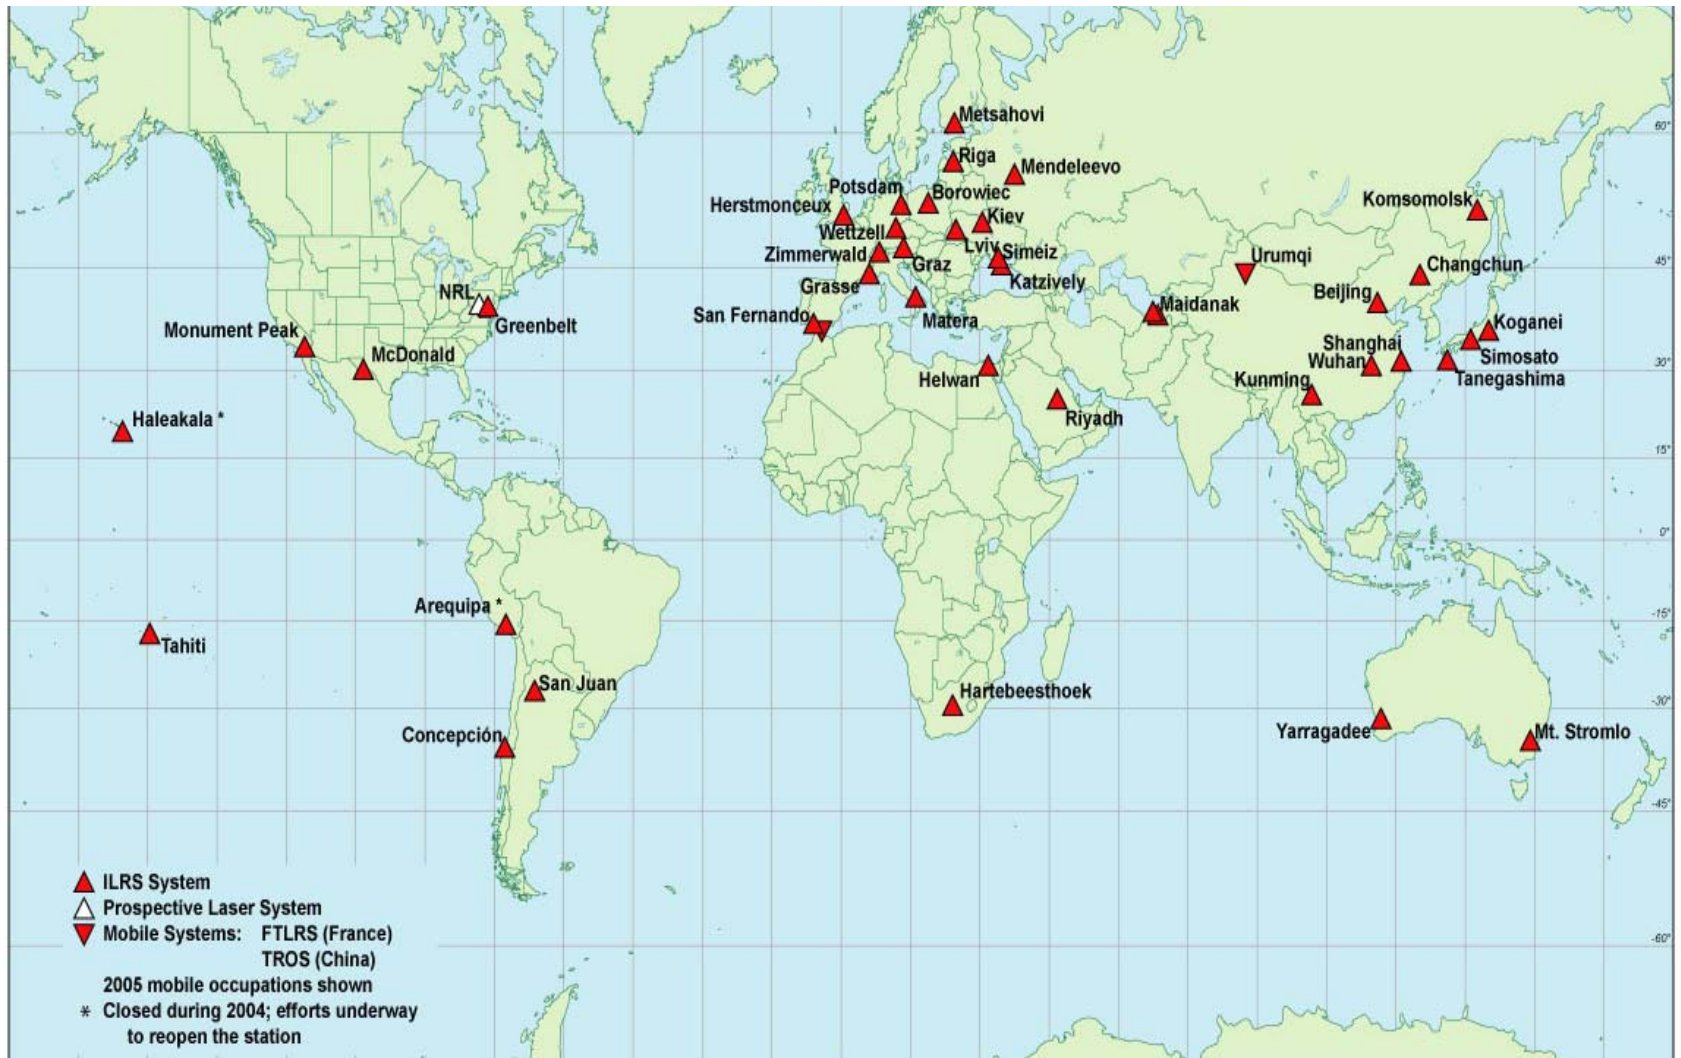 Metsahovi
60°
Riga
Mendeleevo
Potsdam
Borowiec
Komsomolsk
Herstmonceux
Kiev
Wettzell
Lviv
Simeiz
Zimmerwald
Graz
Urumqi
Changchun
45°
Grasse
Katzively
NRL
Beijing
Maidanak
San Fernando
Matera
Greenbelt
Koganei
Monument Peak
Shanghai
McDonald
Simosato
Wuhan
30°
Helwan
Kunming
Tanegashima
Haleakala *
Riyadh
15°
0°
Arequipa *
-15°
Tahiti
San Juan
Hartebeesthoek
-30°
Concepción
Yarragadee
Mt. Stromlo
-45°
ILRS System
Prospective Laser System
Mobile Systems: FTLRS (France)
TROS (China)
-60°
2005 mobile occupations shown
* Closed during 2004; efforts underway
to reopen the station